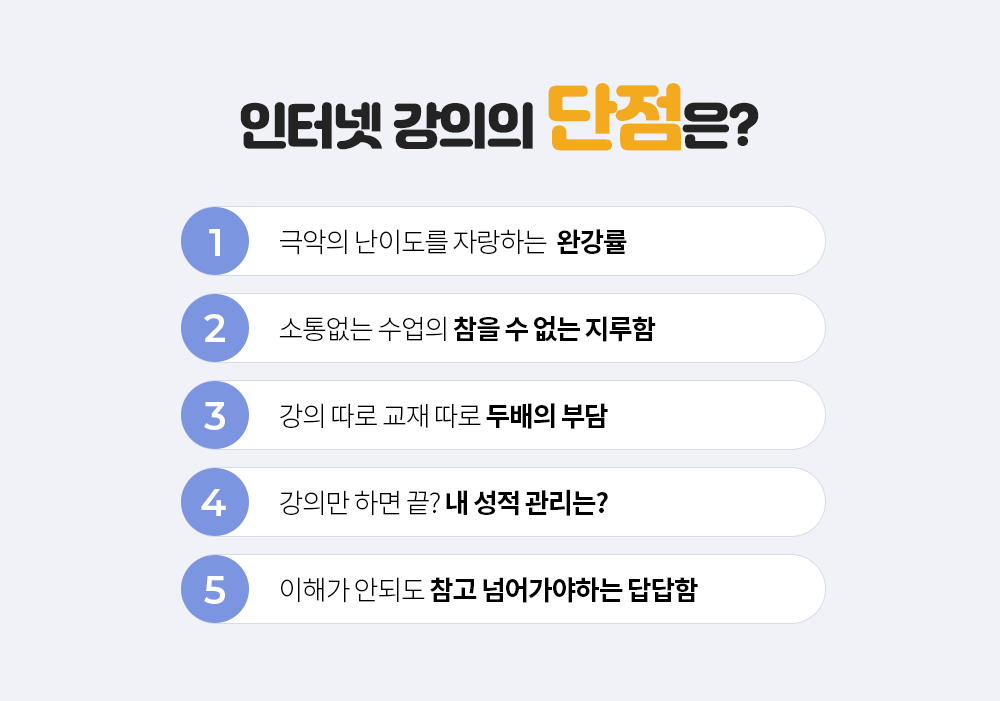 인터넷 강의의 단점은?
1 극악의 난이도를 자랑하는 완강률
2 소통없는 수업의 참을 수 없는 지루함
3 강의 따로 교재 따로 두배의 부담
4 강의만 하면 끝? 내 성적 관리는?
5 이해가 안되도 참고 넘어가야하는 답답함